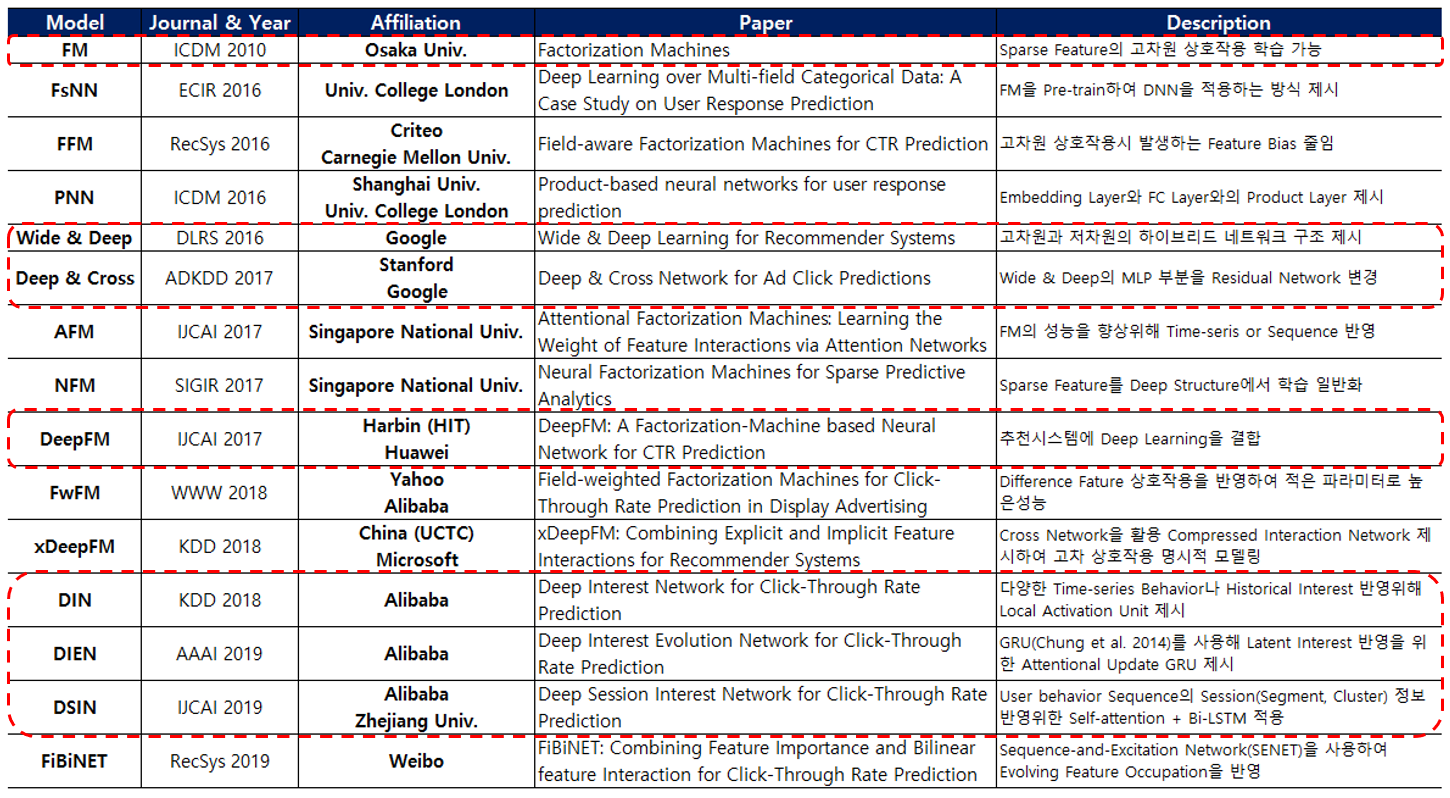 Model Journal & Year Affiliation Paper Description
FM ICDM 2010 Osaka Univ. Factorization Machines Sparse Feature의 고차원 상호작용 학습 가능
FsNN ECIR 2016 Univ. College London Deep Learning over Multi-field Categorical Data: A
Case Study on User Response Prediction FM을 Pre-train하여 DNN을 적용하는 방식 제시
FFM RecSys 2016 Criteo
Carnegie Mellon Univ. Field-aware Factorization Machines for CTR Prediction 고차원 상호작용시 발생하는 Feature Bias 줄임
PNN ICDM 2016 Shanghai Univ.
Univ. College London Product-based neural networks for user response
prediction Embedding Layer와 FC Layer와의 Product Layer 제시
Wide & Deep DLRS 2016 Google Wide & Deep Learning for Recommender Systems 고차원과 저차원의 하이브리드 네트워크 구조 제시
Deep & Cross ADKDD 2017 Stanford
Google Deep & Cross Network for Ad Click Predictions Wide & Deep의 MLP 부분을 Residual Network 변경
AFM IJCAI 2017 Singapore National Univ. Attentional Factorization Machines: Learning the
Weight of Feature Interactions via Attention Networks FM의 성능을 향상위해 Time-seris or Sequence 반영
NFM SIGIR 2017 Singapore National Univ. Neural Factorization Machines for Sparse Predictive
Analytics Sparse Feature를 Deep Structure에서 학습 일반화
DeepFM IJCAI 2017 Harbin (HIT)
Huawei DeepFM: A Factorization-Machine based Neural
Network for CTR Prediction 추천시스템에 Deep Learning을 결합
FwFM WWW 2018 Yahoo
Alibaba Field-weighted Factorization Machines for Click-
Through Rate Prediction in Display Advertising Difference Fature 상호작용을 반영하여 적은 파라미터로 높
은성능
xDeepFM KDD 2018 China (UCTC)
Microsoft xDeepFM: Combining Explicit and Implicit Feature
Interactions for Recommender Systems Cross Network을 활용 Compressed Interaction Network 제
시하여 고차 상호작용 명시적 모델링
DIN KDD 2018 Alibaba Deep Interest Network for Click-Through Rate
Prediction 다양한 Time-series Behavior나 Historical Interest 반영위해
Local Activation Unit 제시
DIEN AAAI 2019 Alibaba Deep Interest Evolution Network for Click-Through
Rate Prediction GRU(Chung et al. 2014)를 사용해 Latent Interest 반영을 위
한 Attentional Update GRU 제시
DSIN IJCAI 2019 Alibaba
Zhejiang Univ. Deep Session Interest Network for Click-Through Rate
Prediction User behavior Sequence의 Session(Segment, Cluster) 정보
반영위한 Self-attention + Bi-LSTM 적용
FiBiNET RecSys 2019 Weibo FiBiNET: Combining Feature Importance and Bilinear
feature Interaction for Click-Through Rate Prediction Sequence-and-Excitation Network(SENET)을 사용하여
Evolving Feature Occupation을 반영